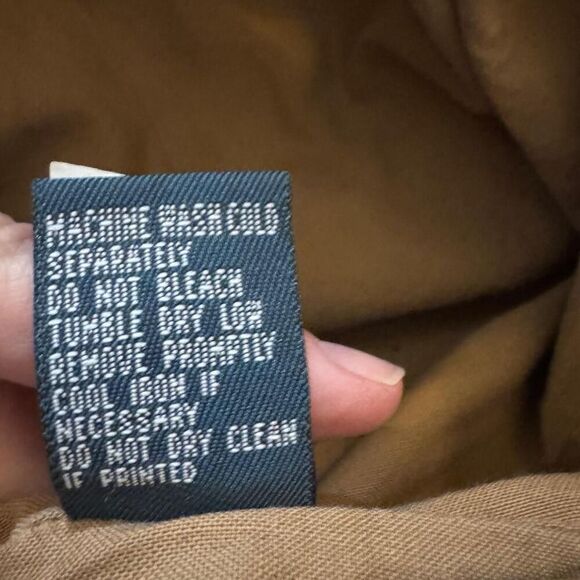 MACHINE WASH COLD
SEPARATELY
DO NOT BLEACH
TUMBLE DRY LOW
REMOVE PROMPTLY
COOL IRON IF
NECESSARY
DO NOT DRY CLEAN
IF PRINTED